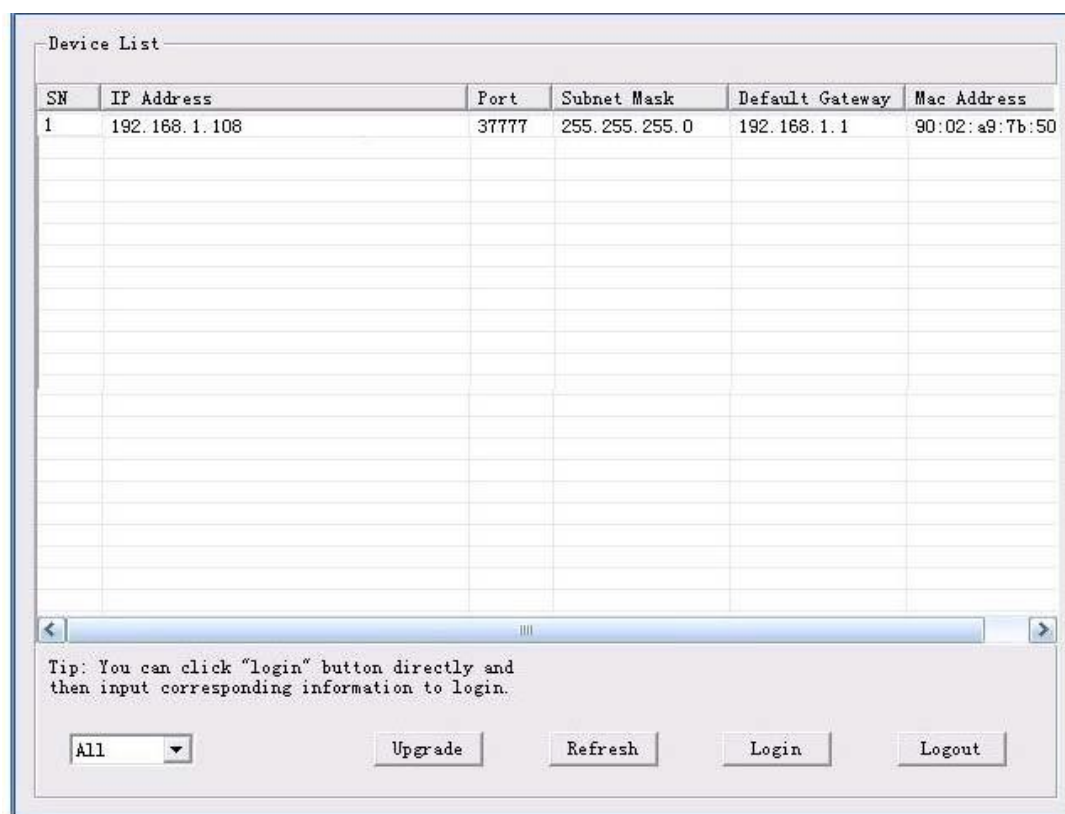 Device List
SN IP Address Port Subnet Mask Default Gateway Mac Address
1 192.168.1.108 37777 255.255.255.0 192.168.1.1 90:02:a9:7b:50
Tip: You can click "login" button directly and
then input corresponding information to login.
All Upgrade Refresh Login Logout